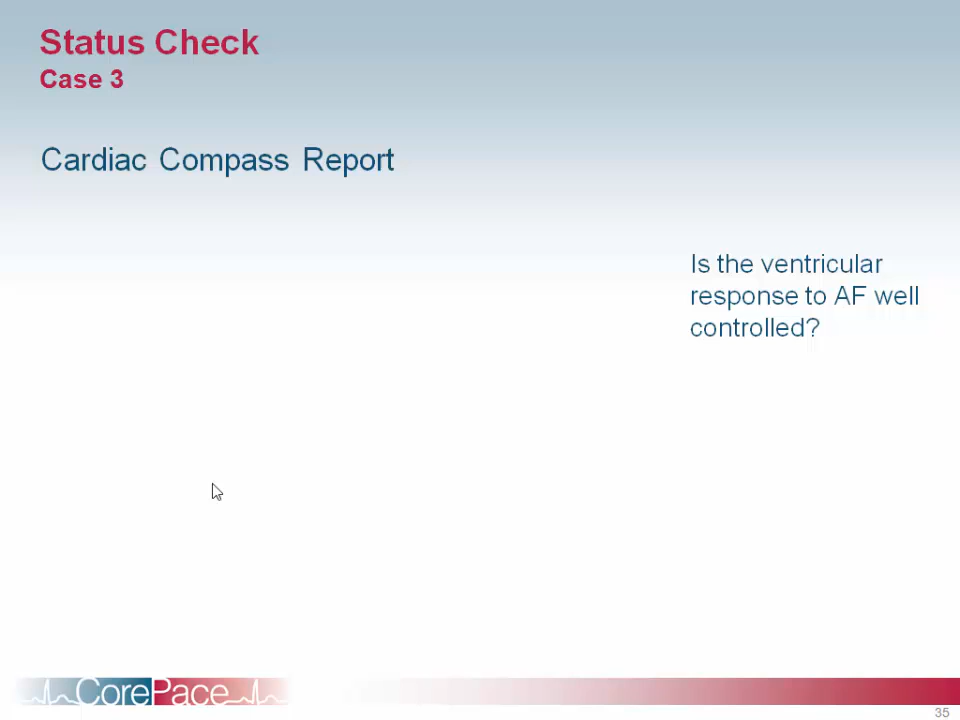 Status Check
Case 3
Cardiac Compass Report
Is the ventricular
response to AF well
controlled?
CorePace
35